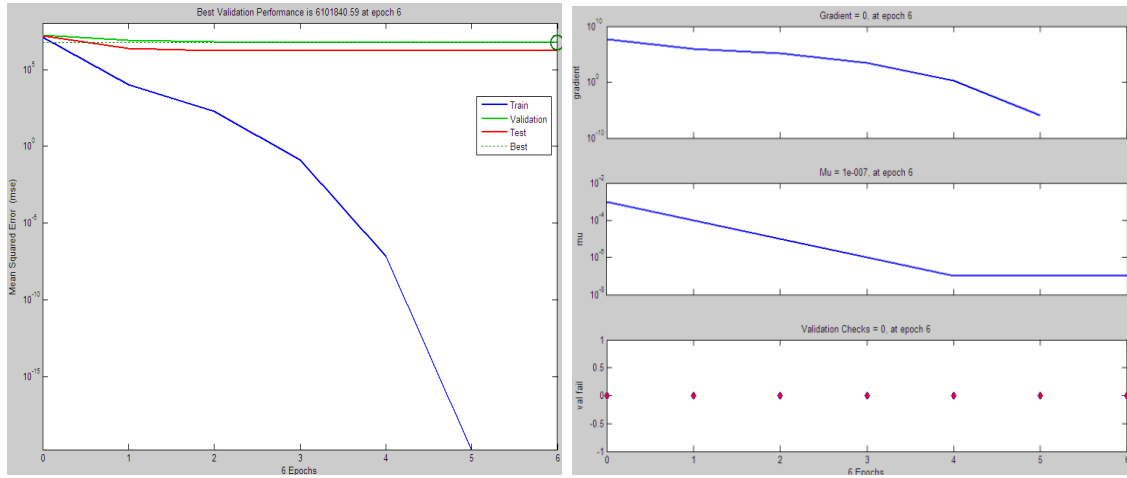 Best Validation Performance is 6101840.59 at epoch 6
Mean Squared Error (mse)
10^5
10^0
10^-5
10^-10
10^-15
Train
Validation
Test
Best
0 1 2 3 4 5 6
6 Epochs
Gradient = 0, at epoch 6
gradient
10^10
10^0
10^-10
Mu = 1e-007, at epoch 6
mu
10^-2
10^-4
10^-6
10^-8
Validation Checks = 0, at epoch 6
val fail
1
0.5
0
-0.5
-1
0 1 2 3 4 5 6
6 Epochs